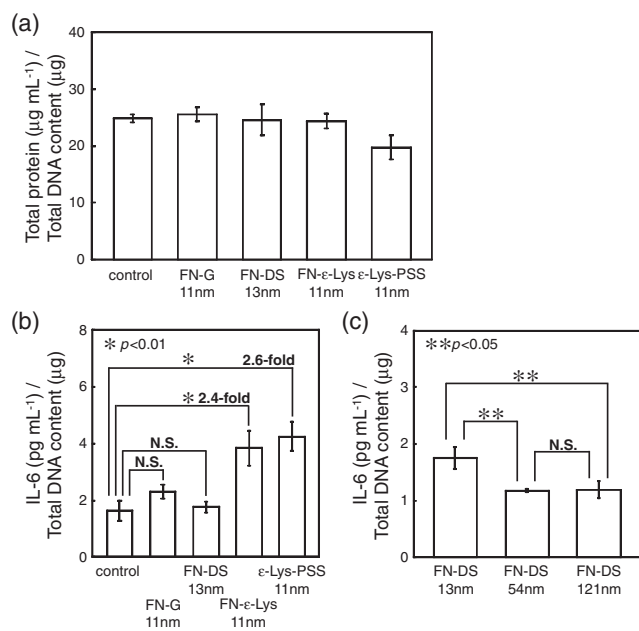 (a)
Total protein (μg mL⁻¹) /
Total DNA content (μg)
40
30
20
10
0
control
FN-G
11nm
FN-DS
13nm
FN-ε-Lys
11nm
ε-Lys-PSS
11nm
(b)
IL-6 (pg mL⁻¹) /
Total DNA content (μg)
8
6
4
2
0
* p<0.01
* 2.6-fold
* 2.4-fold
N.S.
N.S.
control
FN-DS
13nm
ε-Lys-PSS
11nm
FN-G
11nm
FN-ε-Lys
11nm
(c)
IL-6 (pg mL⁻¹) /
Total DNA content (μg)
4
3
2
1
0
**p<0.05
**
**
N.S.
FN-DS
13nm
FN-DS
54nm
FN-DS
121nm